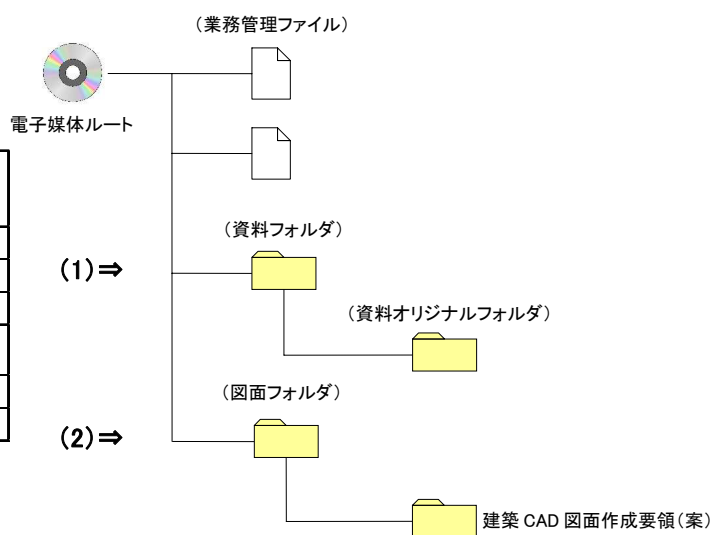 (業務管理ファイル)
電子媒体ルート
(資料フォルダ)
(1)⇒
(資料オリジナルフォルダ)
(図面フォルダ)
(2)⇒
建築 CAD 図面作成要領(案)